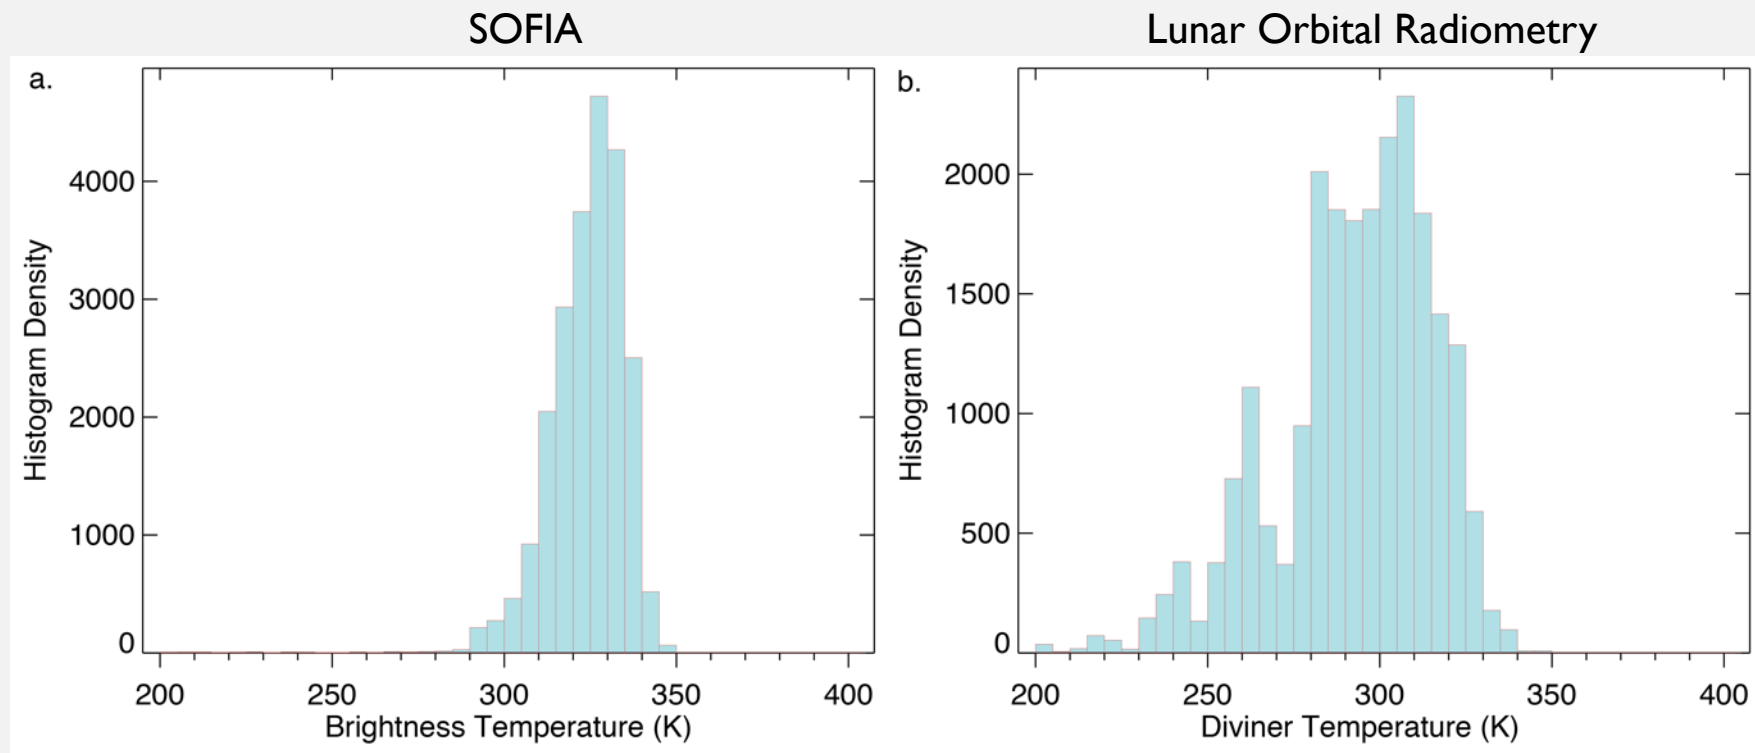 SOFIA
Lunar Orbital Radiometry
a.
4000
3000
2000
1000
0
Histogram Density
200 250 300 350 400
Brightness Temperature (K)
b.
2000
1500
1000
500
0
Histogram Density
200 250 300 350 400
Diviner Temperature (K)